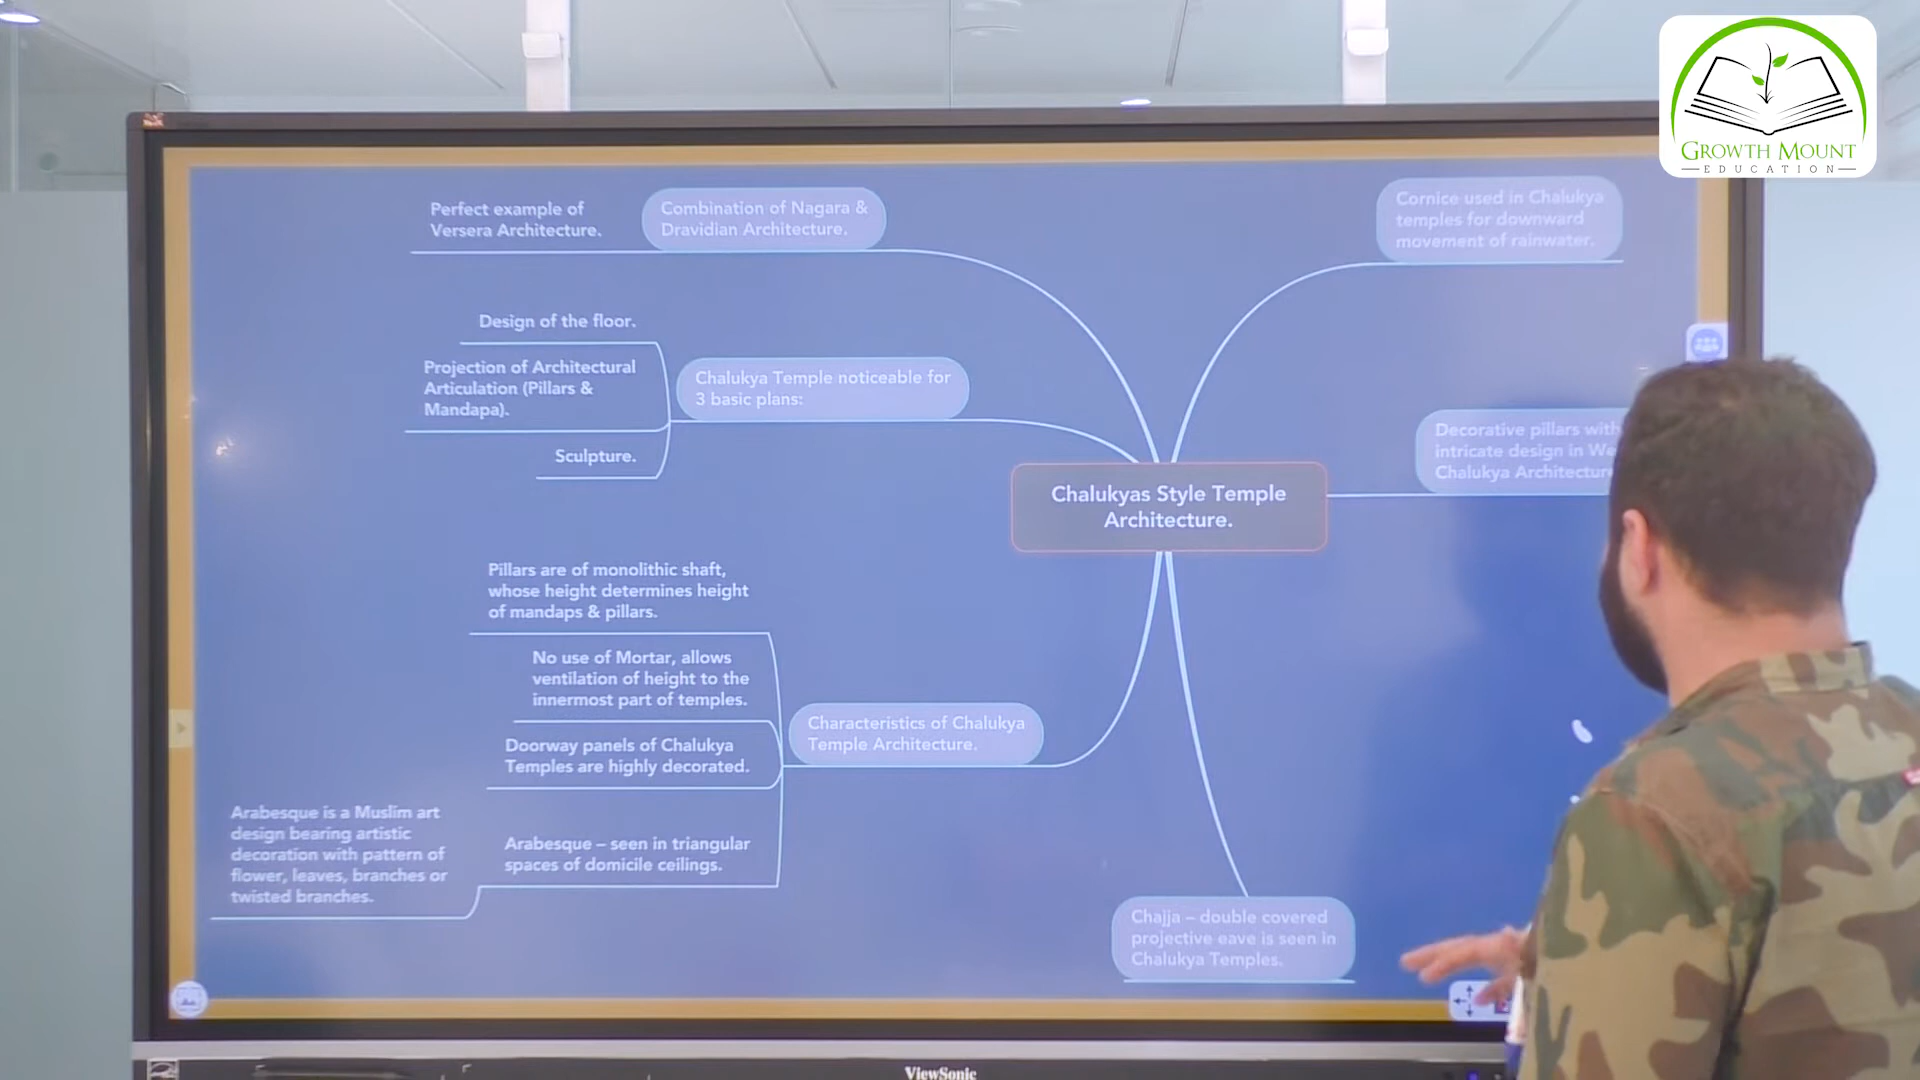 GROWTH MOUNT
EDUCATION
Perfect example of
Versera Architecture.
Combination of Nagara &
Dravidian Architecture.
Cornice used in Chalukya
temples for downward
movement of rainwater.
Design of the floor.
Projection of Architectural
Articulation (Pillars &
Mandapa).
Sculpture.
Chalukya Temple noticeable for
3 basic plans:
Decorative pillars with
intricate design in
Chalukya Architecture
Chalukyas Style Temple
Architecture.
Pillars are of monolithic shaft,
whose height determines height
of mandaps & pillars.
No use of Mortar, allows
ventilation of height to the
innermost part of temples.
Doorway panels of Chalukya
Temples are highly decorated.
Characteristics of Chalukya
Temple Architecture.
Arabesque is a Muslim art
design bearing artistic
decoration with pattern of
flower, leaves, branches or
twisted branches.
Arabesque – seen in triangular
spaces of domicile ceilings.
Chajja – double covered
projective eave is seen in
Chalukya Temples.
ViewSonic